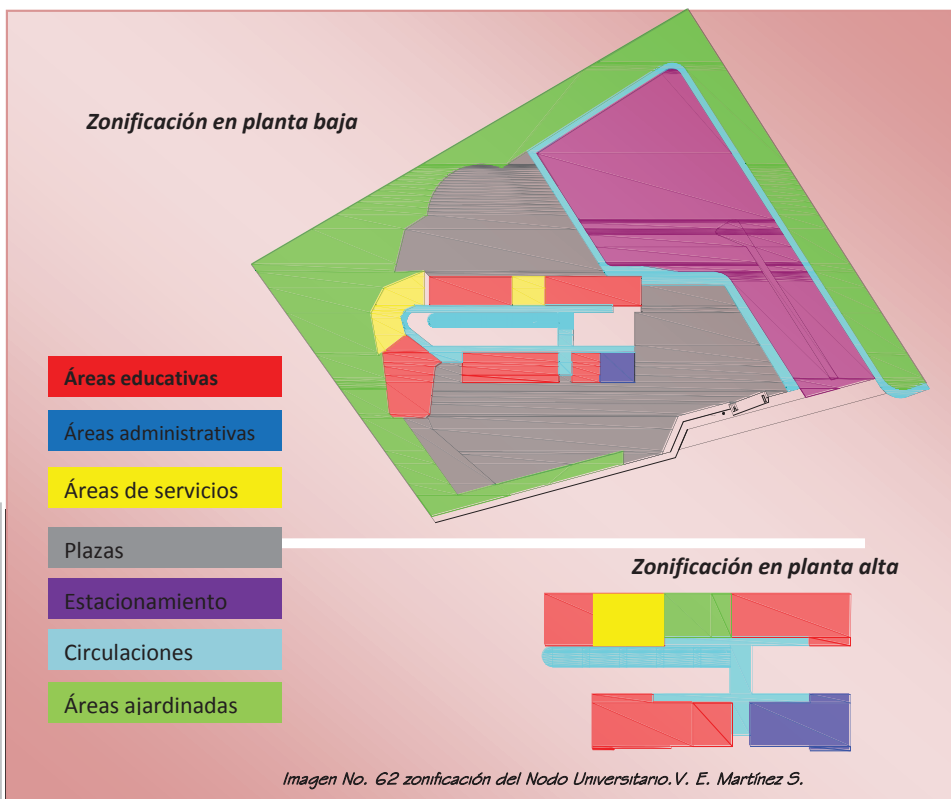 Zonificación en planta baja
Áreas educativas
Áreas administrativas
Áreas de servicios
Plazas
Estacionamiento
Circulaciones
Áreas ajardinadas
Zonificación en planta alta
Imagen No. 62 zonificación del Nodo Universitario. V. E. Martínez S.